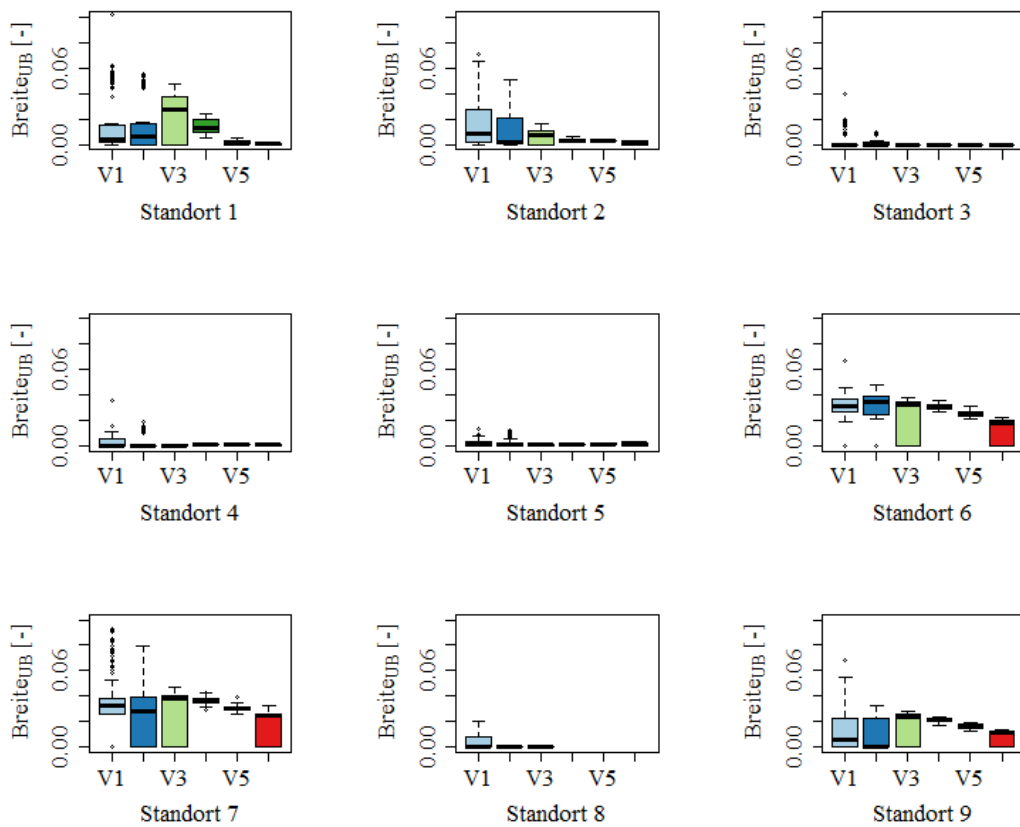 Breite_UB [-]
0.06
0.00
V1 V3 V5
Standort 1
Breite_UB [-]
0.06
0.00
V1 V3 V5
Standort 2
Breite_UB [-]
0.06
0.00
V1 V3 V5
Standort 3
Breite_UB [-]
0.06
0.00
V1 V3 V5
Standort 4
Breite_UB [-]
0.06
0.00
V1 V3 V5
Standort 5
Breite_UB [-]
0.06
0.00
V1 V3 V5
Standort 6
Breite_UB [-]
0.06
0.00
V1 V3 V5
Standort 7
Breite_UB [-]
0.06
0.00
V1 V3 V5
Standort 8
Breite_UB [-]
0.06
0.00
V1 V3 V5
Standort 9